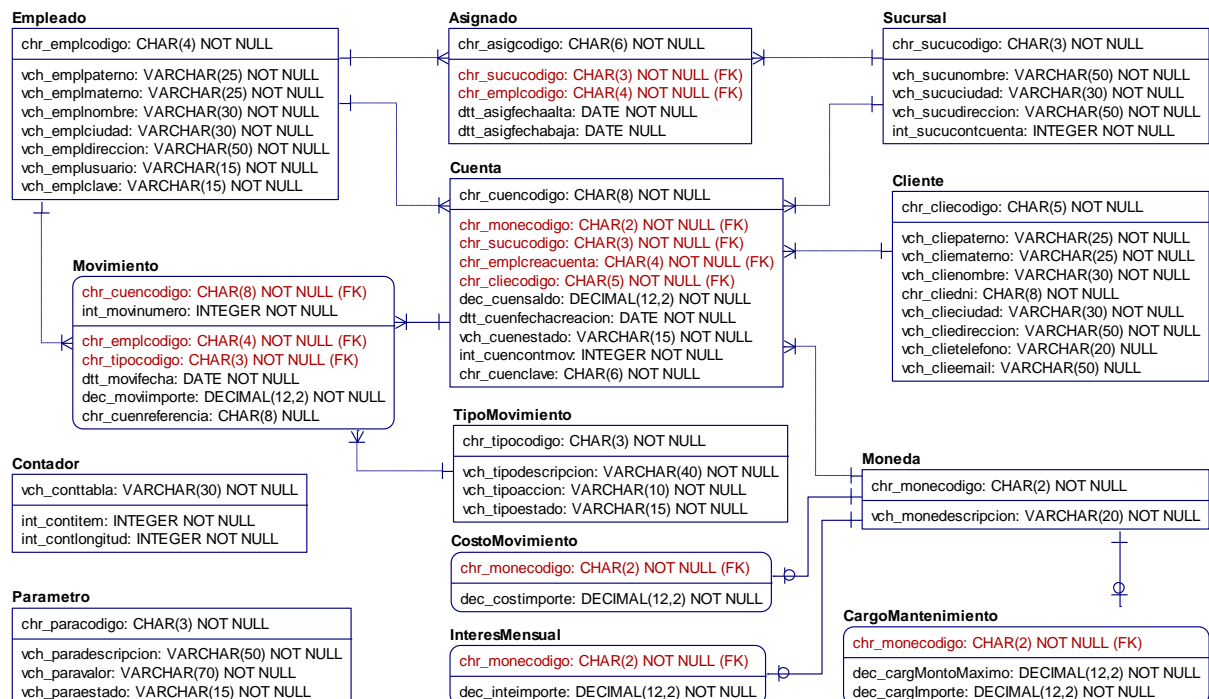 Empleado
chr_emplcodigo: CHAR(4) NOT NULL
vch_emplpaterno: VARCHAR(25) NOT NULL
vch_emplmaterno: VARCHAR(25) NOT NULL
vch_emplnombre: VARCHAR(30) NOT NULL
vch_emplciudad: VARCHAR(30) NOT NULL
vch_empldireccion: VARCHAR(50) NOT NULL
vch_emplusuario: VARCHAR(15) NOT NULL
vch_emplclave: VARCHAR(15) NOT NULL
Asignado
chr_asigcodigo: CHAR(6) NOT NULL
chr_sucucodigo: CHAR(3) NOT NULL (FK)
chr_emplcodigo: CHAR(4) NOT NULL (FK)
dtt_asigfechaalta: DATE NOT NULL
dtt_asigfechabaja: DATE NULL
Sucursal
chr_sucucodigo: CHAR(3) NOT NULL
vch_sucunombre: VARCHAR(50) NOT NULL
vch_sucuciudad: VARCHAR(30) NOT NULL
vch_sucudireccion: VARCHAR(50) NOT NULL
int_sucucontcuenta: INTEGER NOT NULL
Cuenta
chr_cuencodigo: CHAR(8) NOT NULL
chr_monecodigo: CHAR(2) NOT NULL (FK)
chr_sucucodigo: CHAR(3) NOT NULL (FK)
chr_emplcreacuenta: CHAR(4) NOT NULL (FK)
chr_cliecodigo: CHAR(5) NOT NULL (FK)
dec_cuensaldo: DECIMAL(12,2) NOT NULL
dtt_cuenfechacreacion: DATE NOT NULL
vch_cuenestado: VARCHAR(15) NOT NULL
int_cuencontmov: INTEGER NOT NULL
chr_cuenclave: CHAR(6) NOT NULL
Cliente
chr_cliecodigo: CHAR(5) NOT NULL
vch_cliepaterno: VARCHAR(25) NOT NULL
vch_cliematerno: VARCHAR(25) NOT NULL
vch_clienombre: VARCHAR(30) NOT NULL
chr_cliedni: CHAR(8) NOT NULL
vch_clieciudad: VARCHAR(30) NOT NULL
vch_cliedireccion: VARCHAR(50) NOT NULL
vch_clietelefono: VARCHAR(20) NULL
vch_clieemail: VARCHAR(50) NULL
Movimiento
chr_cuencodigo: CHAR(8) NOT NULL (FK)
int_movinumero: INTEGER NOT NULL
chr_emplcodigo: CHAR(4) NOT NULL (FK)
chr_tipocodigo: CHAR(3) NOT NULL (FK)
dtt_movifecha: DATE NOT NULL
dec_moviimporte: DECIMAL(12,2) NOT NULL
chr_cuenreferencia: CHAR(8) NULL
TipoMovimiento
chr_tipocodigo: CHAR(3) NOT NULL
vch_tipodescripcion: VARCHAR(40) NOT NULL
vch_tipoaccion: VARCHAR(10) NOT NULL
vch_tipoestado: VARCHAR(15) NOT NULL
Contador
vch_conttabla: VARCHAR(30) NOT NULL
int_contitem: INTEGER NOT NULL
int_contlongitud: INTEGER NOT NULL
Moneda
chr_monecodigo: CHAR(2) NOT NULL
vch_monedescripcion: VARCHAR(20) NOT NULL
CostoMovimiento
chr_monecodigo: CHAR(2) NOT NULL (FK)
dec_costimporte: DECIMAL(12,2) NOT NULL
Parametro
chr_paracodigo: CHAR(3) NOT NULL
vch_paradescripcion: VARCHAR(50) NOT NULL
vch_paravalor: VARCHAR(70) NOT NULL
vch_paraestado: VARCHAR(15) NOT NULL
InteresMensual
chr_monecodigo: CHAR(2) NOT NULL (FK)
dec_inteimporte: DECIMAL(12,2) NOT NULL
CargoMantenimiento
chr_monecodigo: CHAR(2) NOT NULL (FK)
dec_cargMontoMaximo: DECIMAL(12,2) NOT NULL
dec_cargImporte: DECIMAL(12,2) NOT NULL